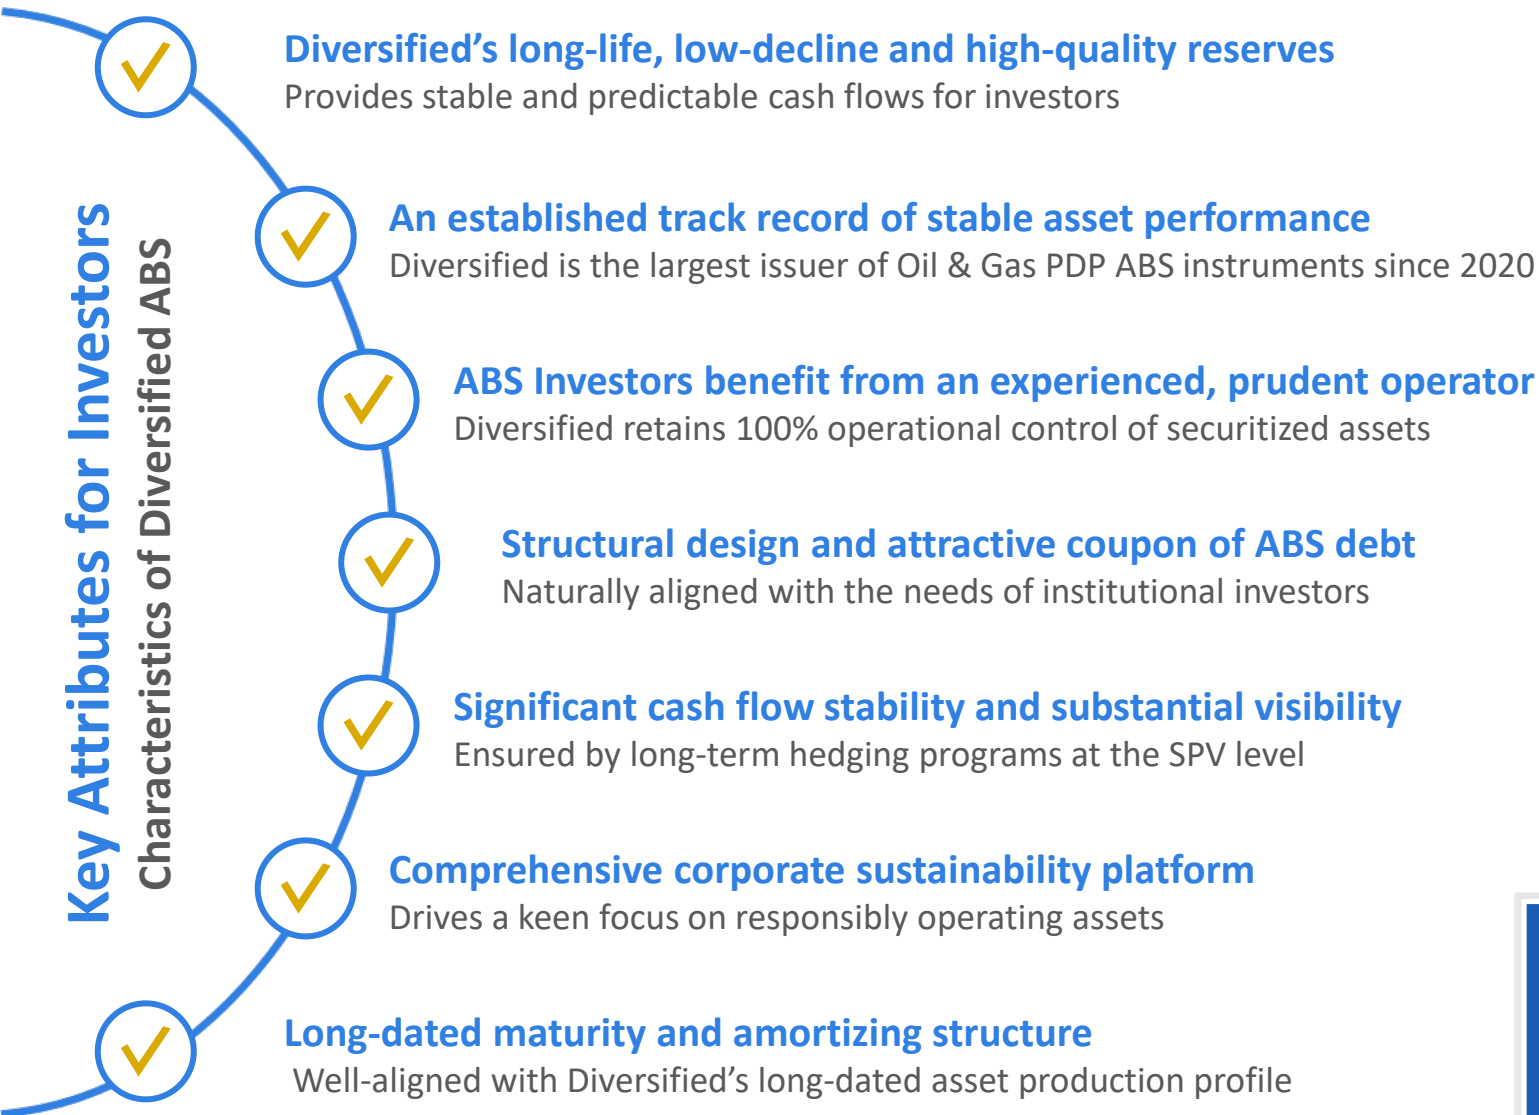 Key Attributes for Investors
Characteristics of Diversified ABS
Diversified’s long-life, low-decline and high-quality reserves
Provides stable and predictable cash flows for investors
An established track record of stable asset performance
Diversified is the largest issuer of Oil & Gas PDP ABS instruments since 2020
ABS Investors benefit from an experienced, prudent operator
Diversified retains 100% operational control of securitized assets
Structural design and attractive coupon of ABS debt
Naturally aligned with the needs of institutional investors
Significant cash flow stability and substantial visibility
Ensured by long-term hedging programs at the SPV level
Comprehensive corporate sustainability platform
Drives a keen focus on responsibly operating assets
Long-dated maturity and amortizing structure
Well-aligned with Diversified’s long-dated asset production profile